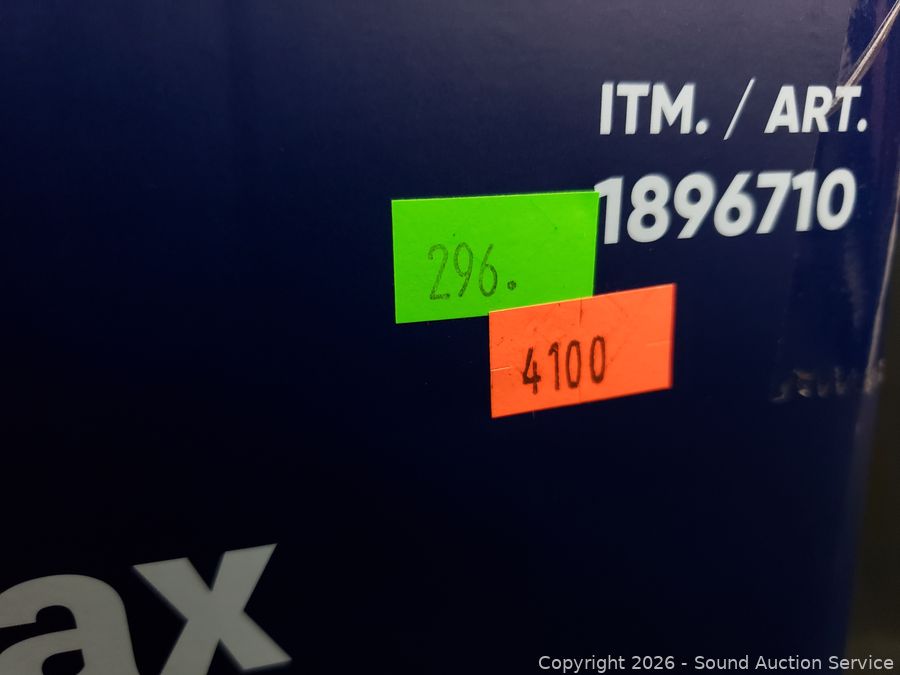 ITM. / ART.
1896710
296.
4100
ax
Copyright 2026 - Sound Auction Service